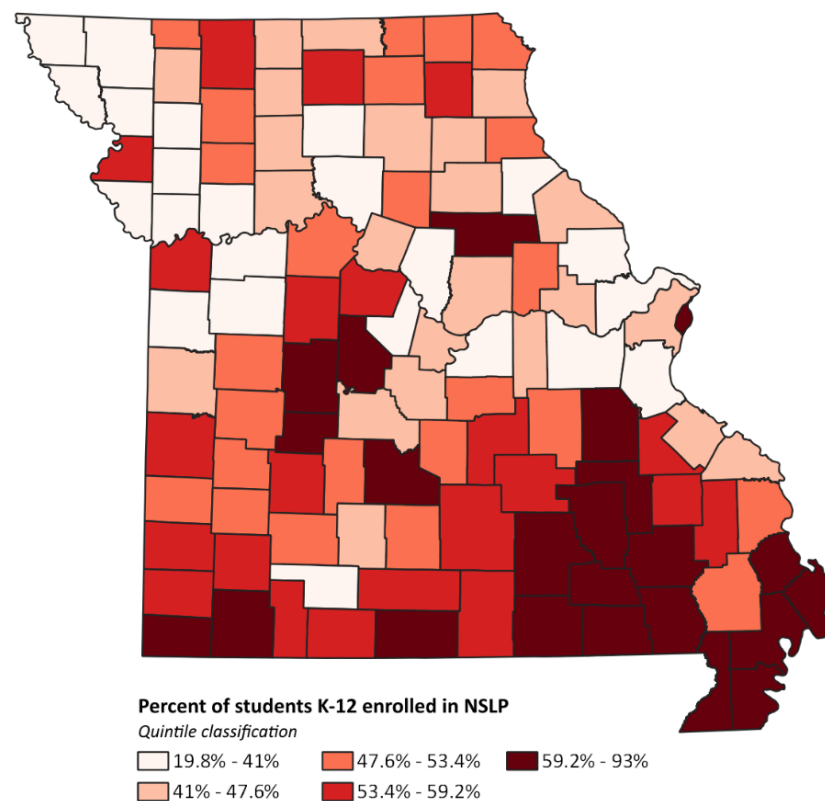 Percent of students K-12 enrolled in NSLP
Quintile classification
19.8% - 41%
47.6% - 53.4%
59.2% - 93%
41% - 47.6%
53.4% - 59.2%